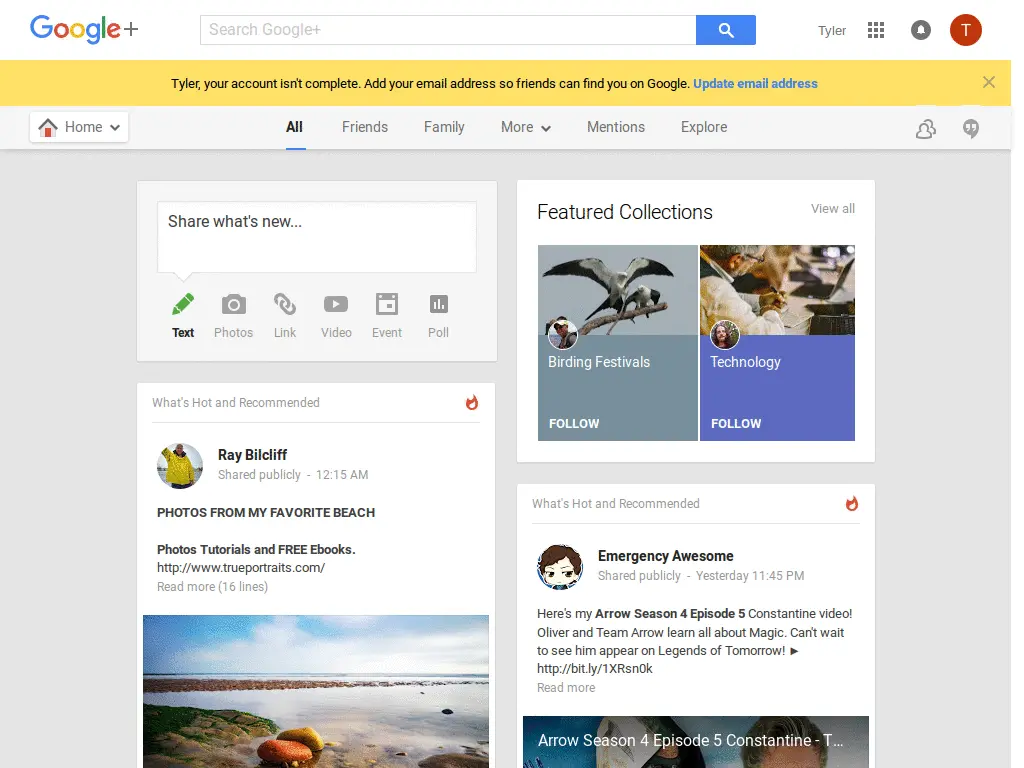 Google+
Search Google+
Tyler
T
Tyler, your account isn't complete. Add your email address so friends can find you on Google. Update email address
Home
All
Friends
Family
More
Mentions
Explore
Share what's new...
Text
Photos
Link
Video
Event
Poll
What's Hot and Recommended
Ray Bilcliff
Shared publicly - 12:15 AM
PHOTOS FROM MY FAVORITE BEACH
Photos Tutorials and FREE Ebooks.
http://www.trueportraits.com/
Read more (16 lines)
Featured Collections
View all
Birding Festivals
FOLLOW
Technology
FOLLOW
What's Hot and Recommended
Emergency Awesome
Shared publicly - Yesterday 11:45 PM
Here's my Arrow Season 4 Episode 5 Constantine video!
Oliver and Team Arrow learn all about Magic. Can't wait
to see him appear on Legends of Tomorrow! ►
http://bit.ly/1XRsn0k
Read more
Arrow Season 4 Episode 5 Constantine - T...